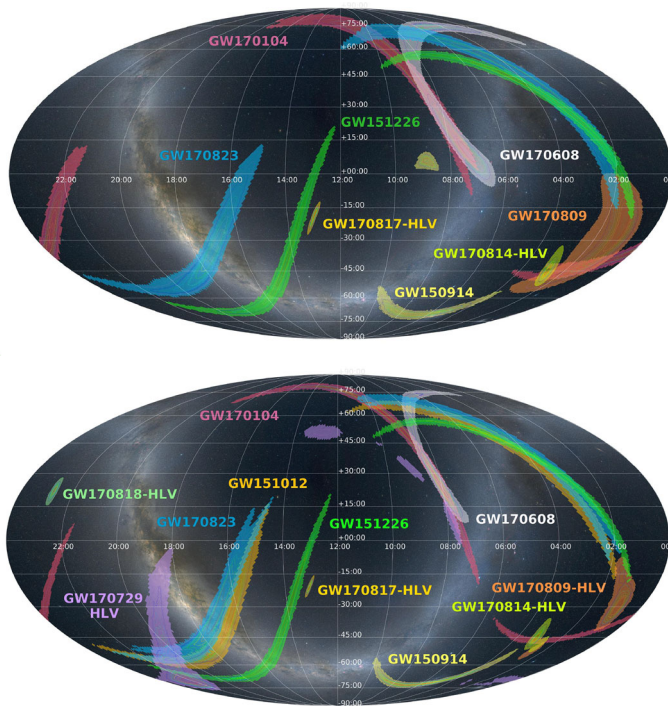 +75:00
GW170104
+60:00
+45:00
+30:00
GW151226
+15:00
GW170823
GW170608
+00:00
22:00
20:00
18:00
16:00
14:00
12:00
10:00
08:00
06:00
04:00
02:00
-15:00
GW170809
GW170817-HLV
-30:00
GW170814-HLV
-45:00
GW150914
-60:00
-75:00
-90:00
+75:00
GW170104
+60:00
+45:00
+30:00
GW151012
GW170818-HLV
+15:00
GW170823
GW151226
GW170608
+00:00
22:00
20:00
18:00
16:00
14:00
12:00
10:00
08:00
06:00
04:00
02:00
-15:00
GW170817-HLV
GW170809-HLV
GW170729
HLV
-30:00
GW170814-HLV
-45:00
GW150914
-60:00
-75:00
-90:00